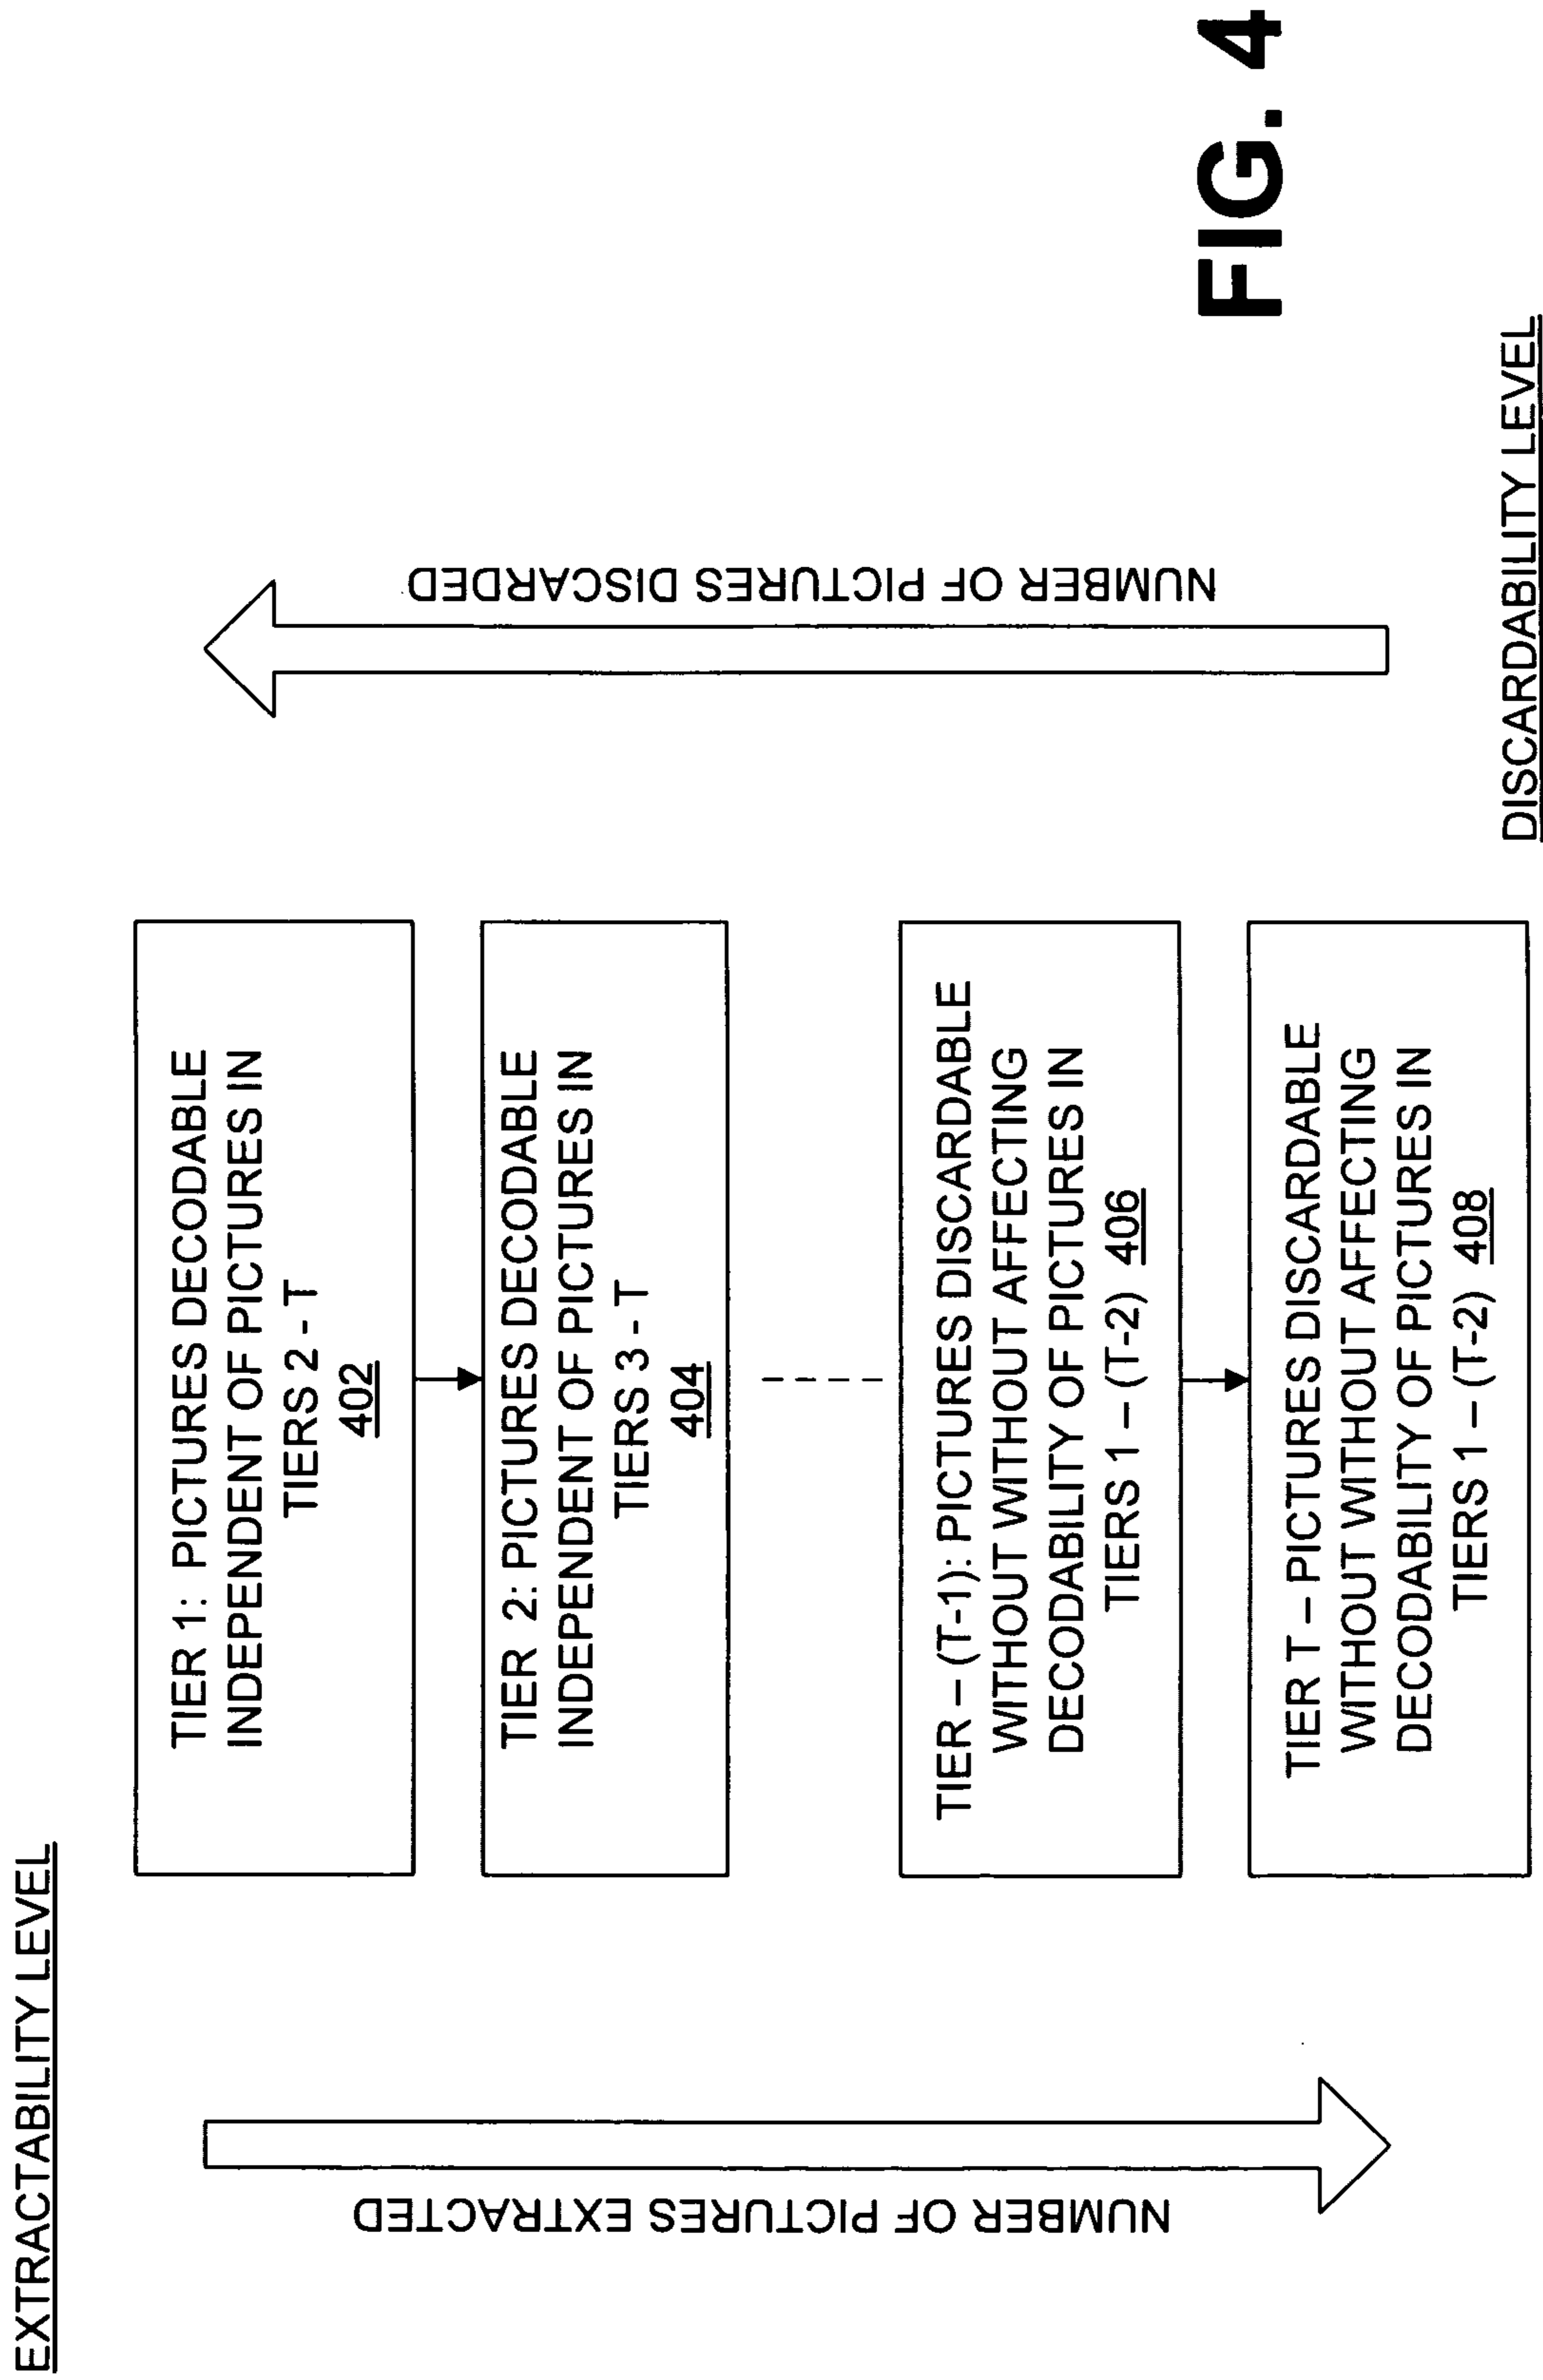 EXTRACTABILITY LEVEL
NUMBER OF PICTURES EXTRACTED
TIER 1: PICTURES DECODABLE
INDEPENDENT OF PICTURES IN
TIERS 2 - T
402
TIER 2: PICTURES DECODABLE
INDEPENDENT OF PICTURES IN
TIERS 3 - T
404
TIER – (T-1): PICTURES DISCARDABLE
WITHOUT WITHOUT AFFECTING
DECODABILITY OF PICTURES IN
TIERS 1 – (T-2) 406
TIER T – PICTURES DISCARDABLE
WITHOUT WITHOUT AFFECTING
DECODABILITY OF PICTURES IN
TIERS 1 – (T-2) 408
NUMBER OF PICTURES DISCARDED
DISCARDABILITY LEVEL
FIG. 4